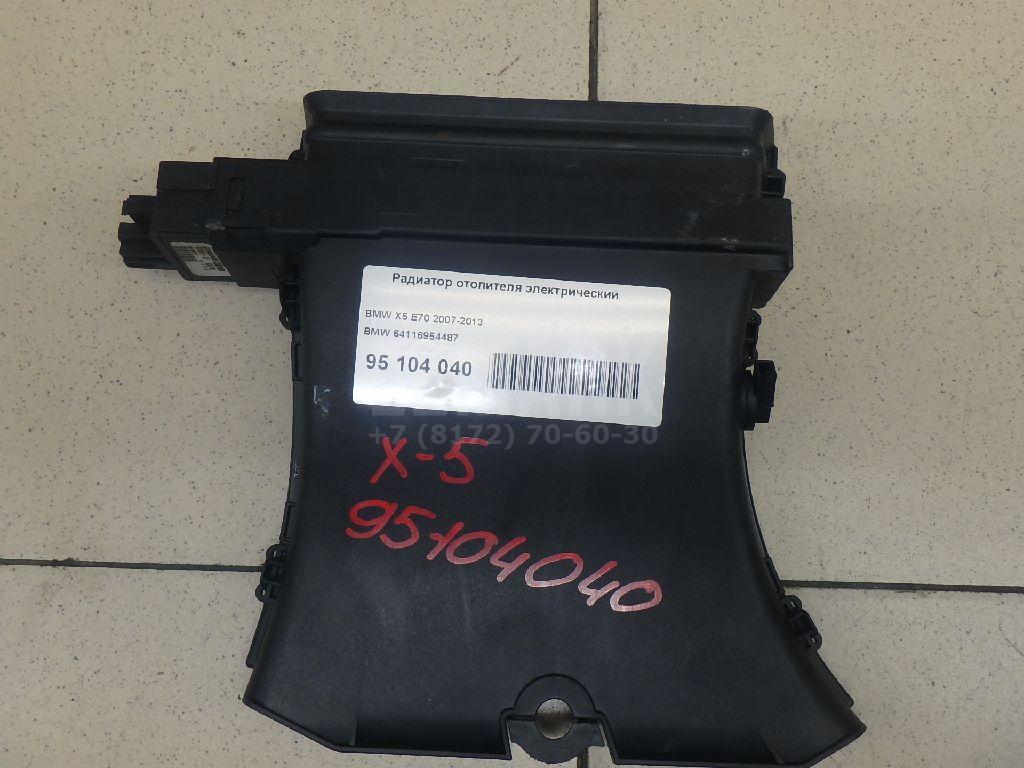 Радиатор отопителя электрический
BMW X5 E70 2007-2013
BMW 64116954487
95 104 040
+7 (8172) 70-60-30
X-5
95104040